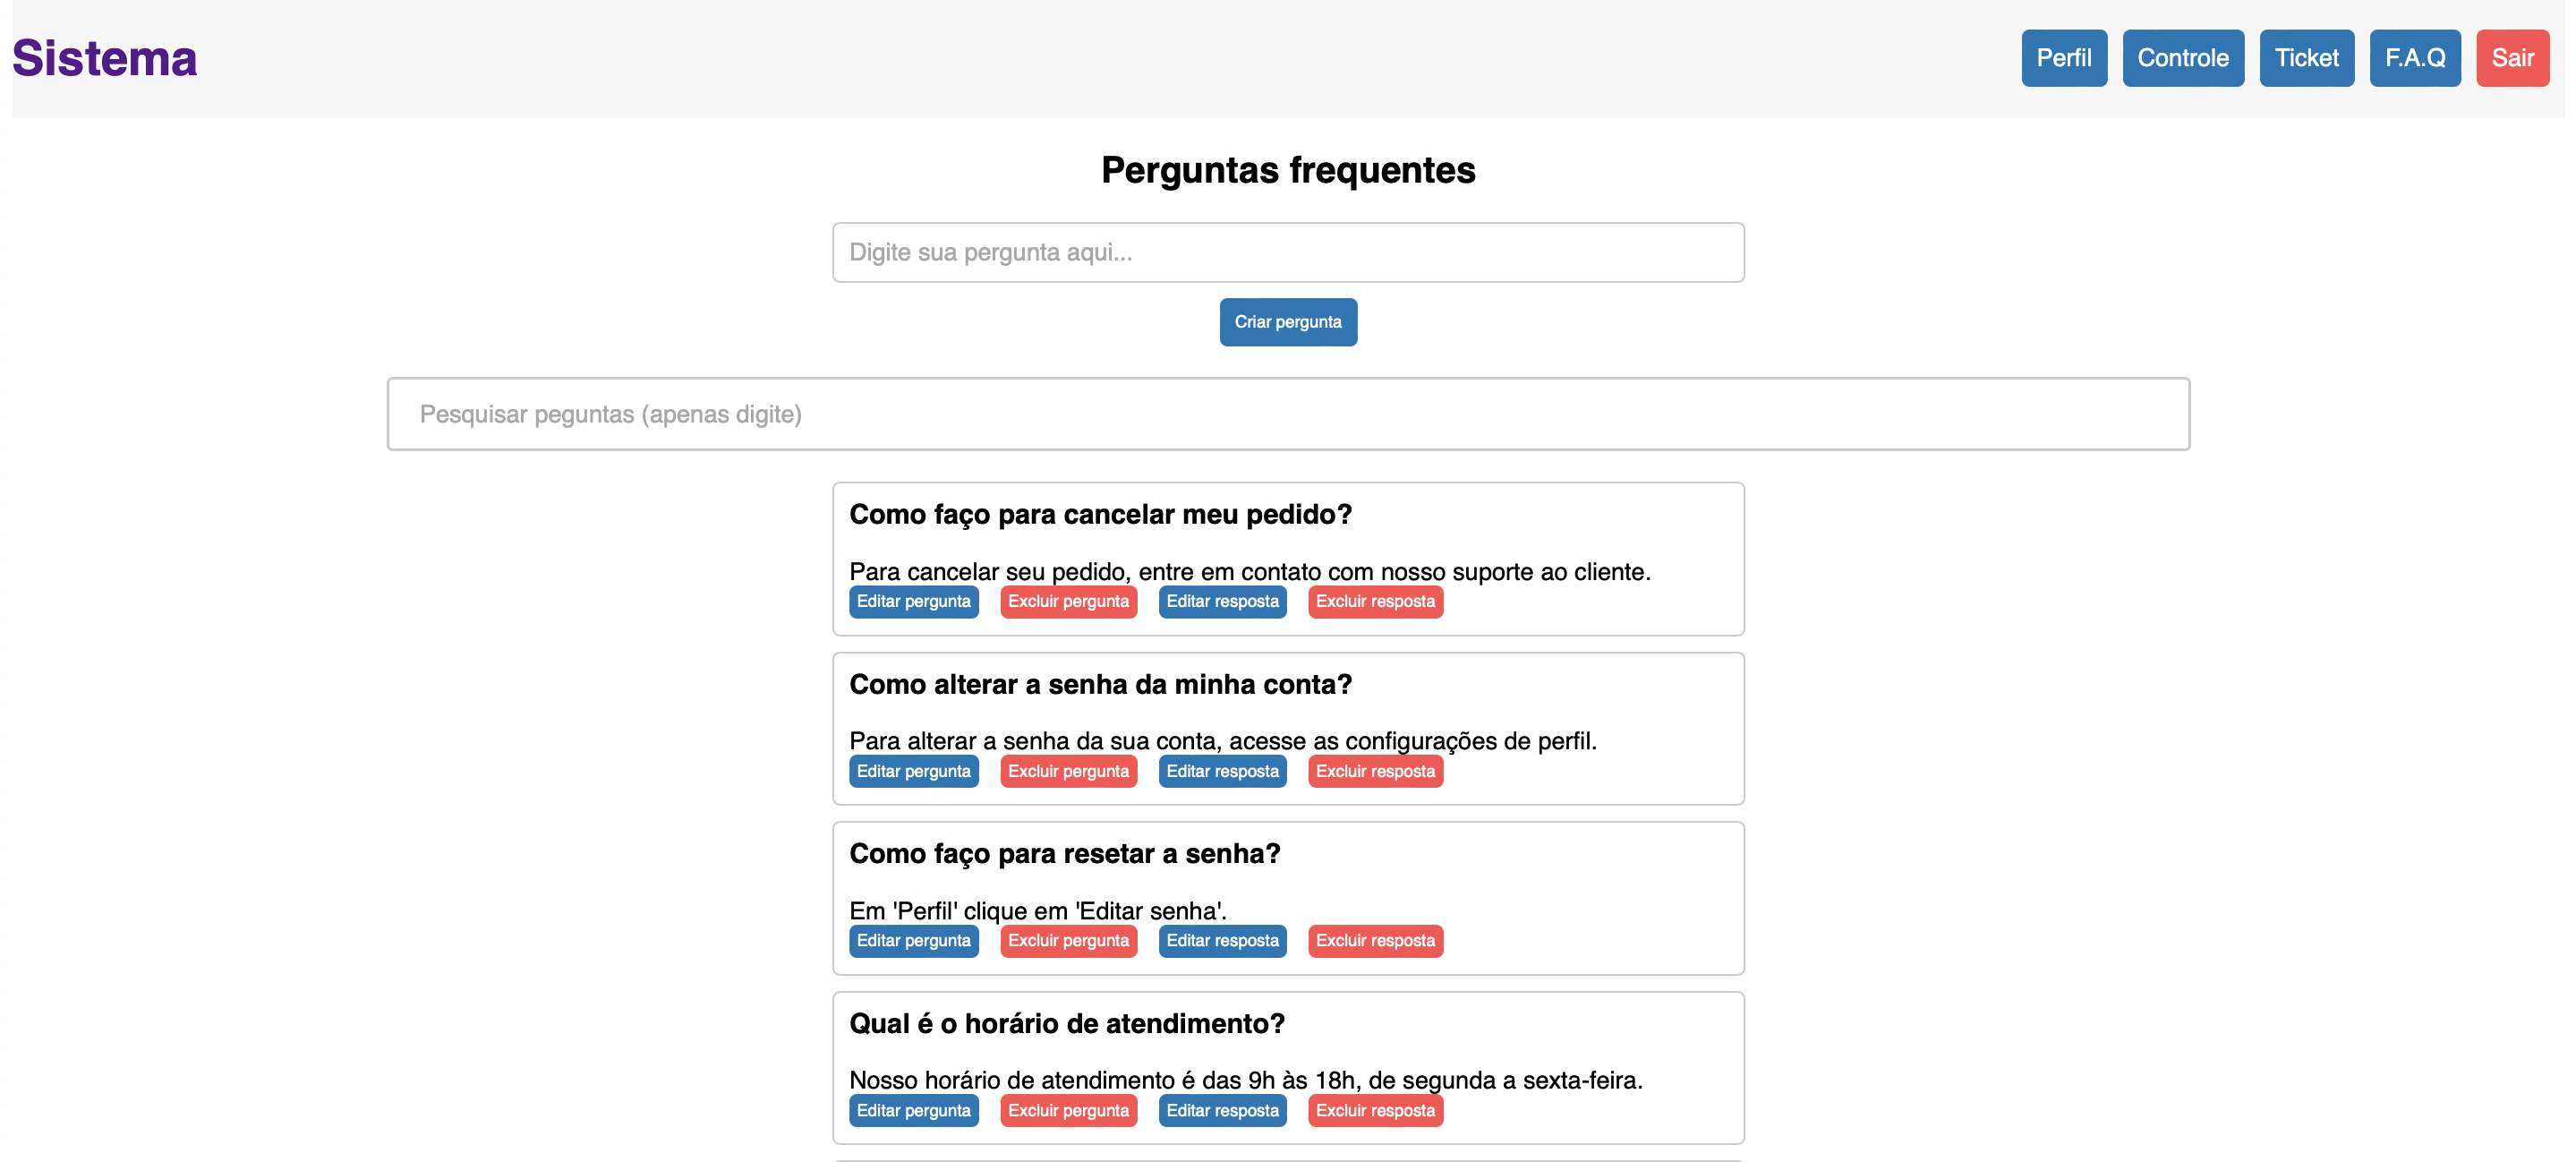 Sistema
Perfil Controle Ticket F.A.Q Sair
Perguntas frequentes
Digite sua pergunta aqui...
Criar pergunta
Pesquisar peguntas (apenas digite)
Como faço para cancelar meu pedido?
Para cancelar seu pedido, entre em contato com nosso suporte ao cliente.
Editar pergunta Excluir pergunta Editar resposta Excluir resposta
Como alterar a senha da minha conta?
Para alterar a senha da sua conta, acesse as configurações de perfil.
Editar pergunta Excluir pergunta Editar resposta Excluir resposta
Como faço para resetar a senha?
Em 'Perfil' clique em 'Editar senha'.
Editar pergunta Excluir pergunta Editar resposta Excluir resposta
Qual é o horário de atendimento?
Nosso horário de atendimento é das 9h às 18h, de segunda a sexta-feira.
Editar pergunta Excluir pergunta Editar resposta Excluir resposta